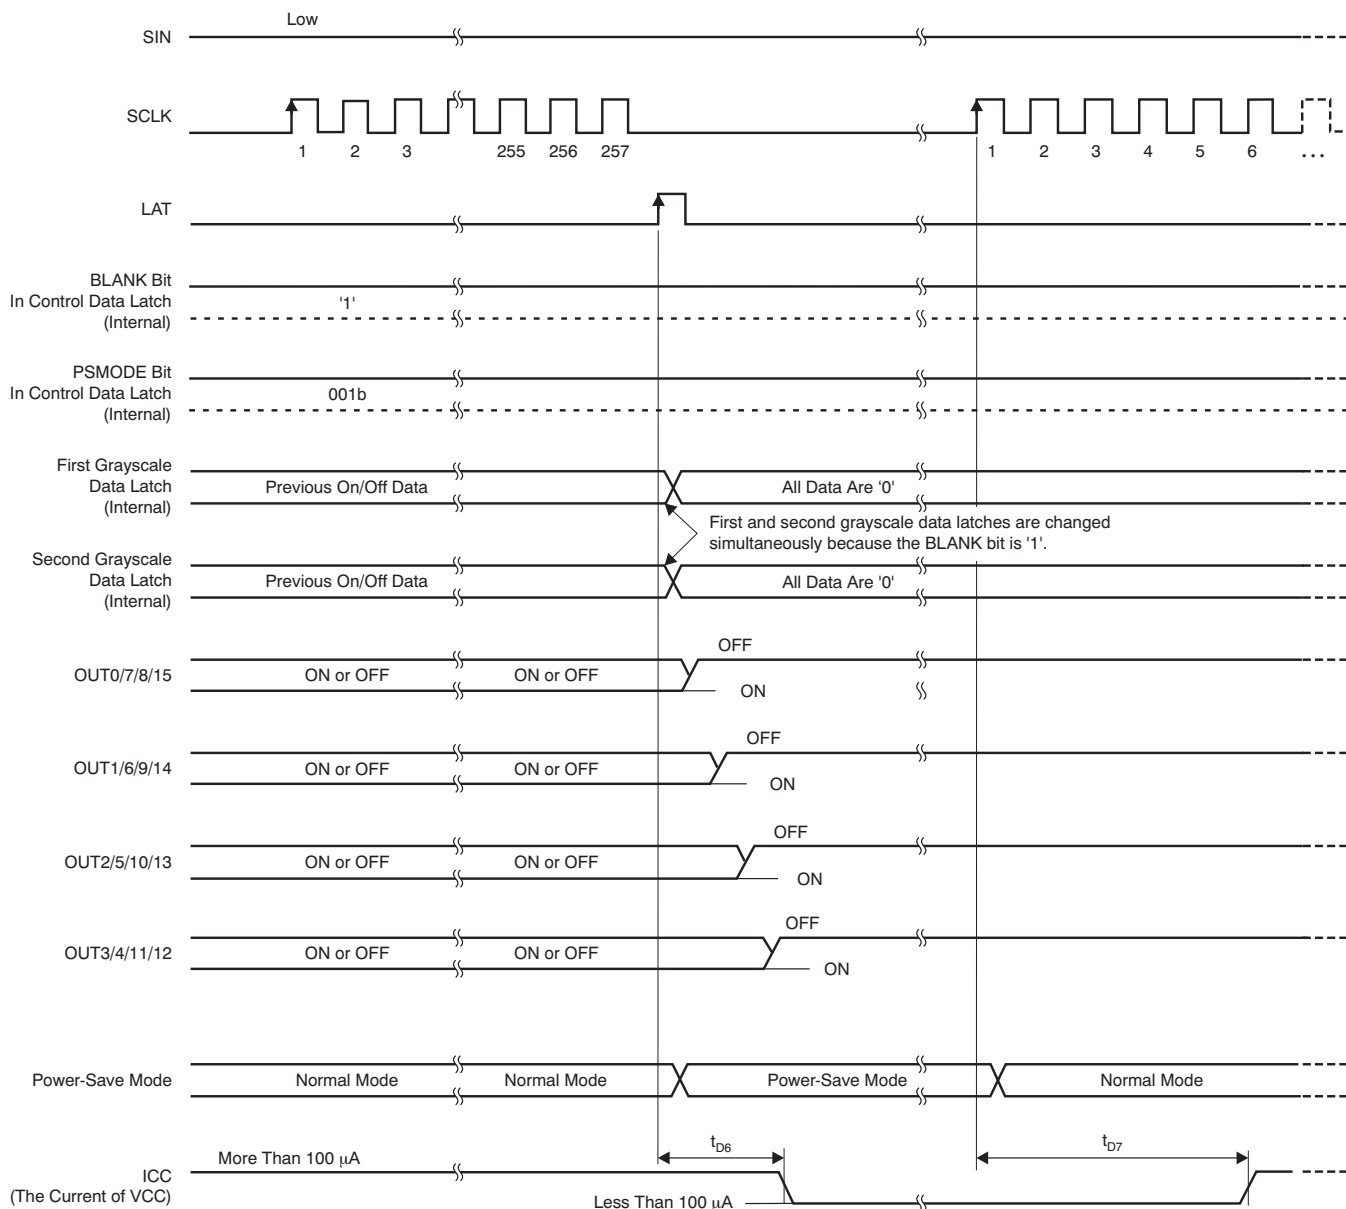 Low
SIN
SCLK
1 2 3 255 256 257 1 2 3 4 5 6 ...
LAT
BLANK Bit
In Control Data Latch
(Internal)
'1'
PSMODE Bit
In Control Data Latch
(Internal)
001b
First Grayscale
Data Latch
(Internal)
Previous On/Off Data
All Data Are '0'
First and second grayscale data latches are changed
simultaneously because the BLANK bit is '1'.
Second Grayscale
Data Latch
(Internal)
Previous On/Off Data
All Data Are '0'
OFF
OUT0/7/8/15
ON or OFF
ON or OFF
ON
OFF
OUT1/6/9/14
ON or OFF
ON or OFF
ON
OFF
OUT2/5/10/13
ON or OFF
ON or OFF
ON
OFF
OUT3/4/11/12
ON or OFF
ON or OFF
ON
Power-Save Mode
Normal Mode
Normal Mode
Power-Save Mode
Normal Mode
tD6
tD7
More Than 100 μA
ICC
(The Current of VCC)
Less Than 100 μA